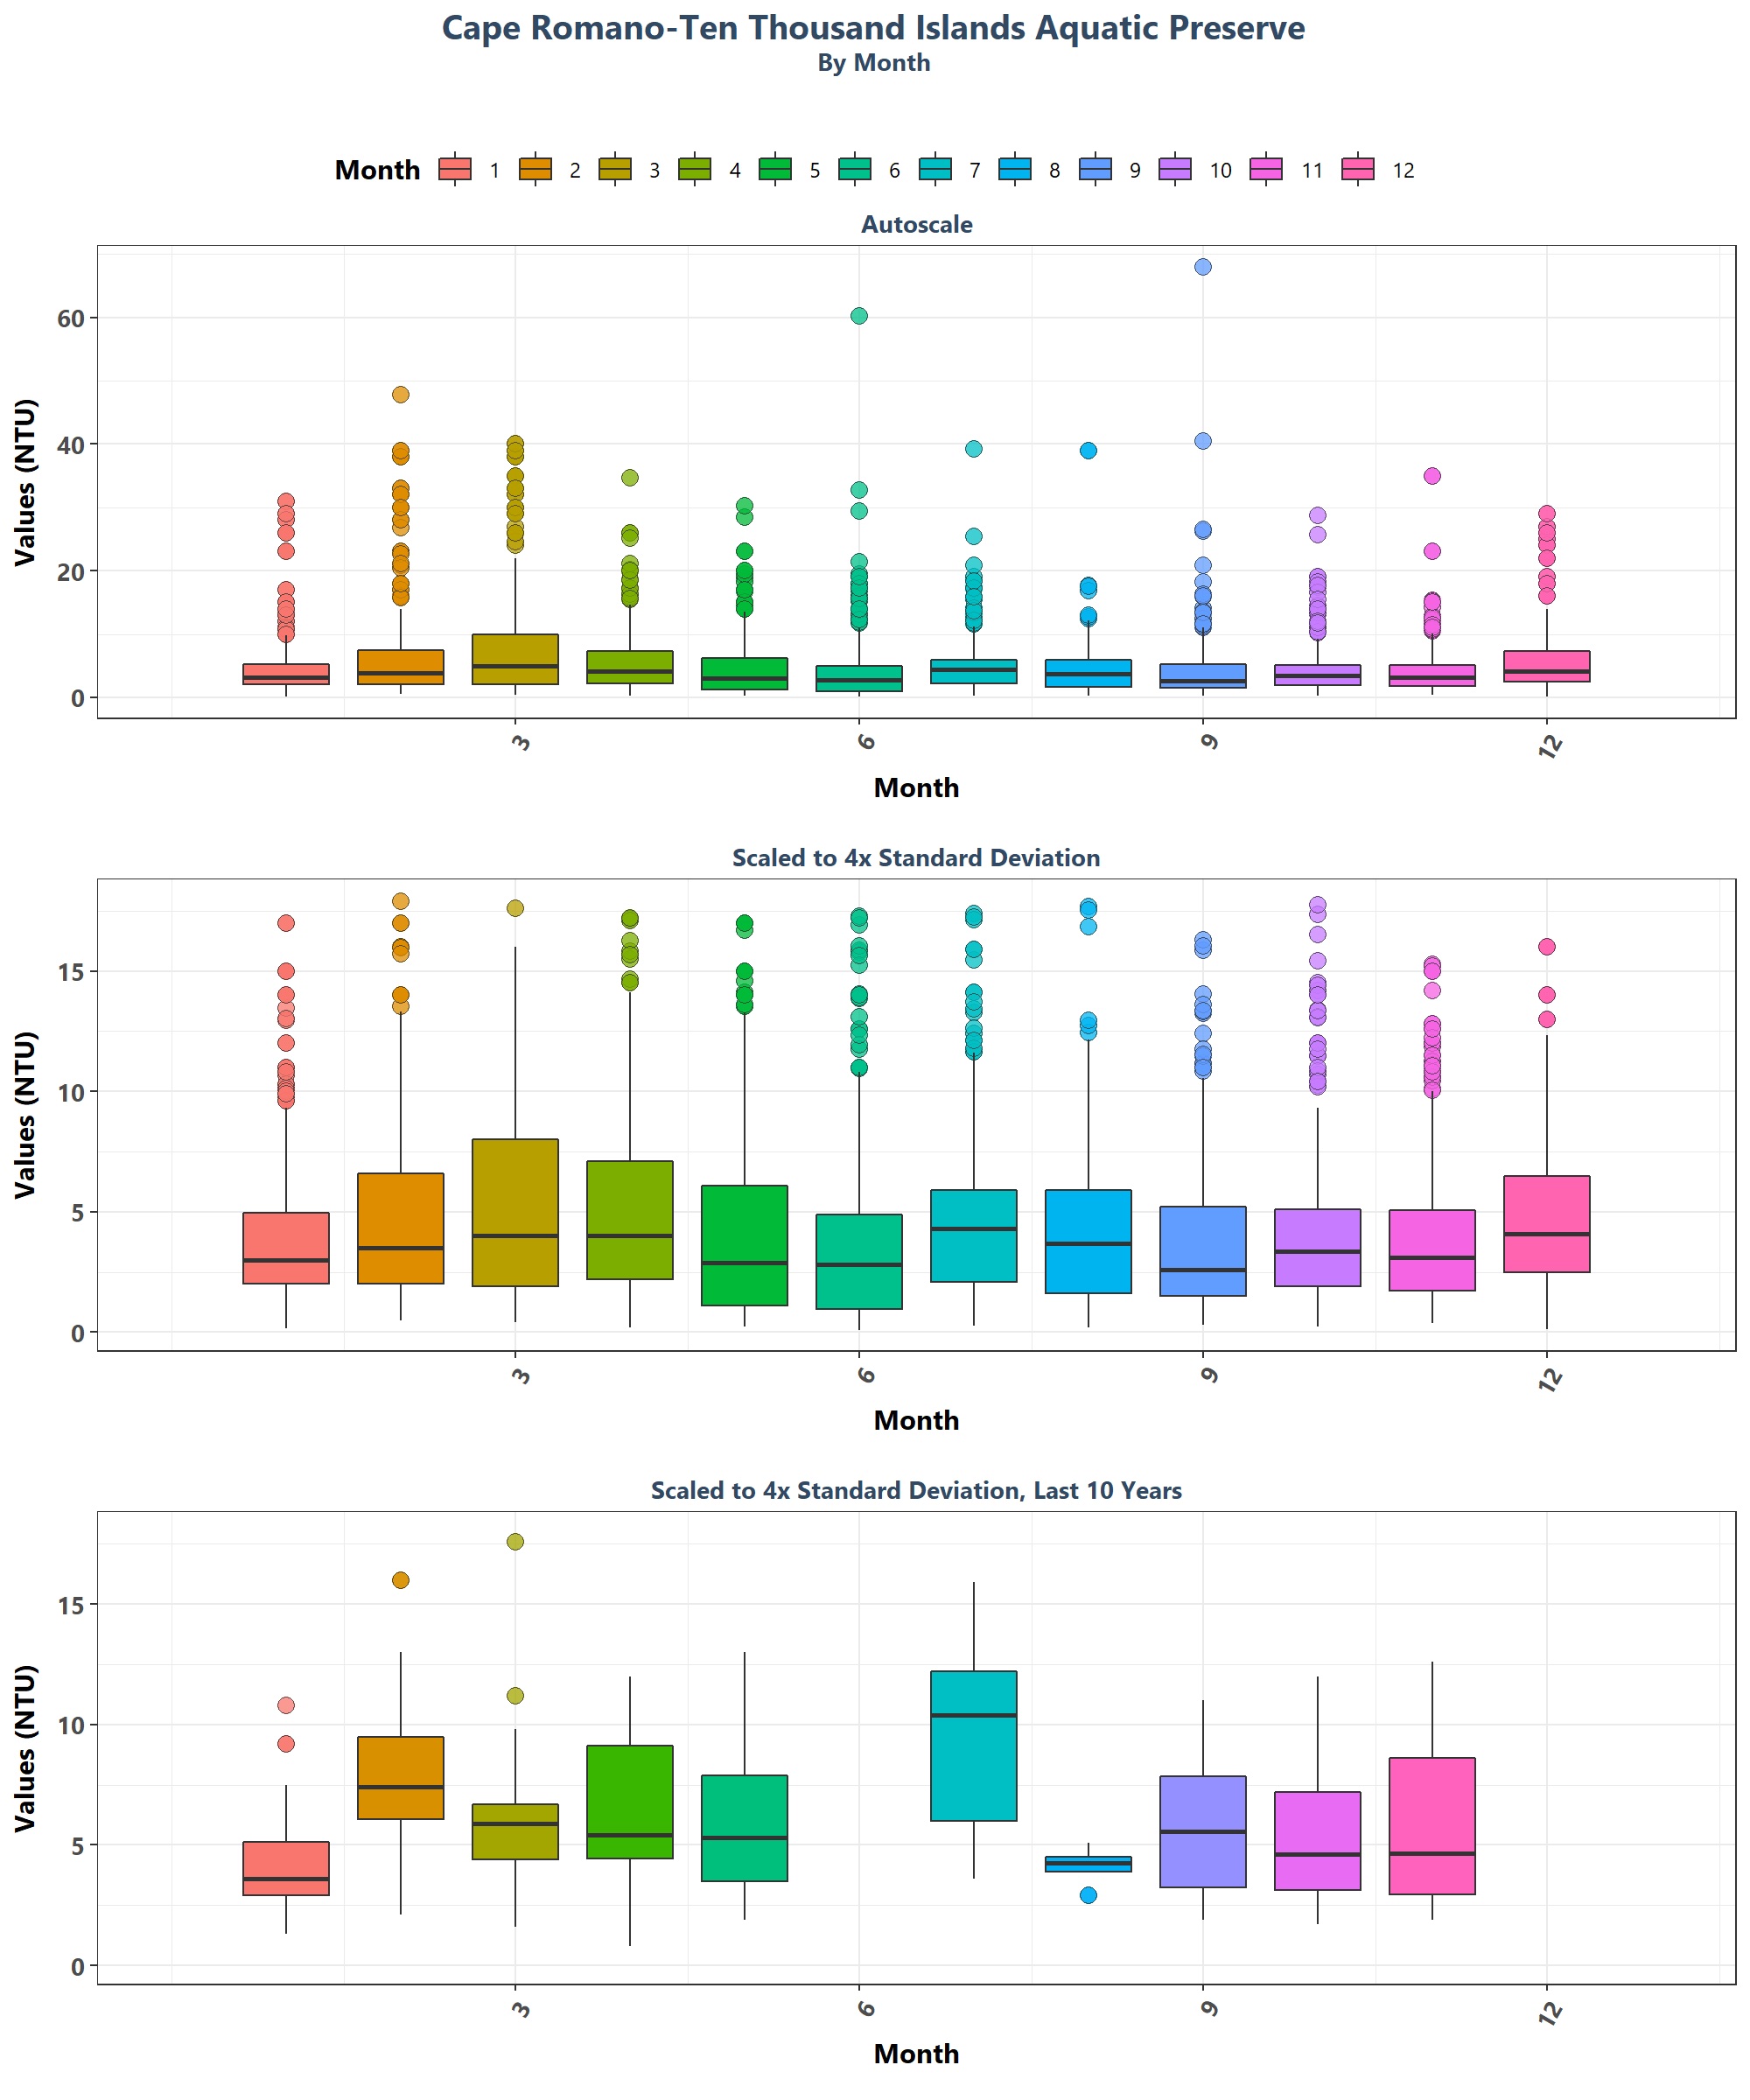 Cape Romano-Ten Thousand Islands Aquatic Preserve
By Month
Month 1 2 3 4 5 6 7 8 9 10 11 12
Autoscale
Values (NTU)
60
40
20
0
3 6 9 12
Month
Scaled to 4x Standard Deviation
Values (NTU)
15
10
5
0
3 6 9 12
Month
Scaled to 4x Standard Deviation, Last 10 Years
Values (NTU)
15
10
5
0
3 6 9 12
Month